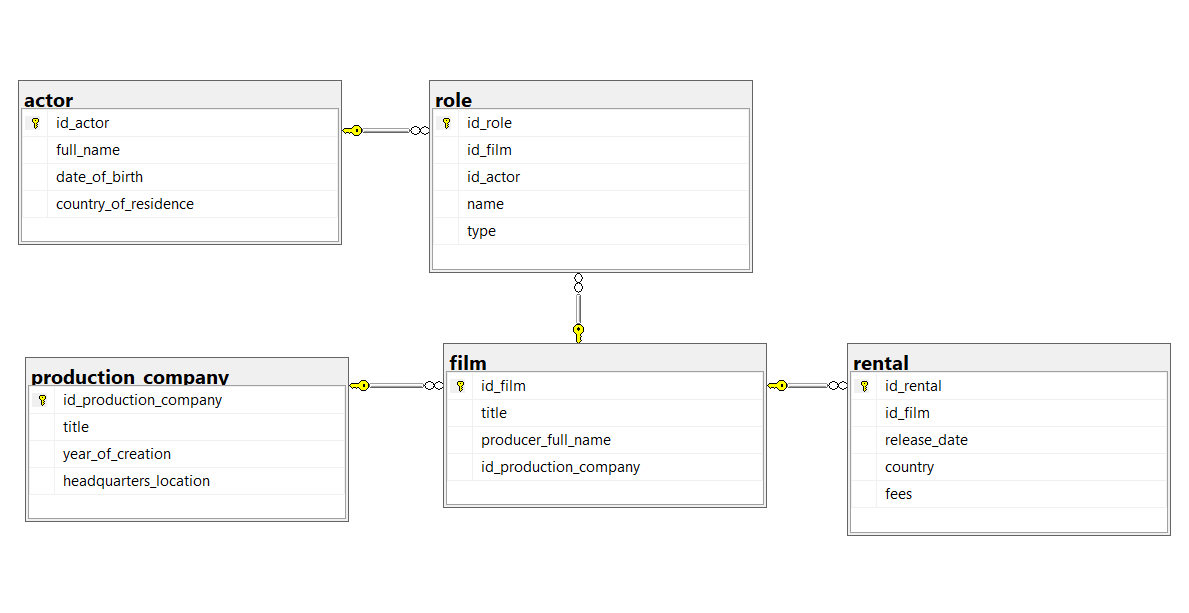 actor
id_actor
full_name
date_of_birth
country_of_residence
role
id_role
id_film
id_actor
name
type
production_company
id_production_company
title
year_of_creation
headquarters_location
film
id_film
title
producer_full_name
id_production_company
rental
id_rental
id_film
release_date
country
fees